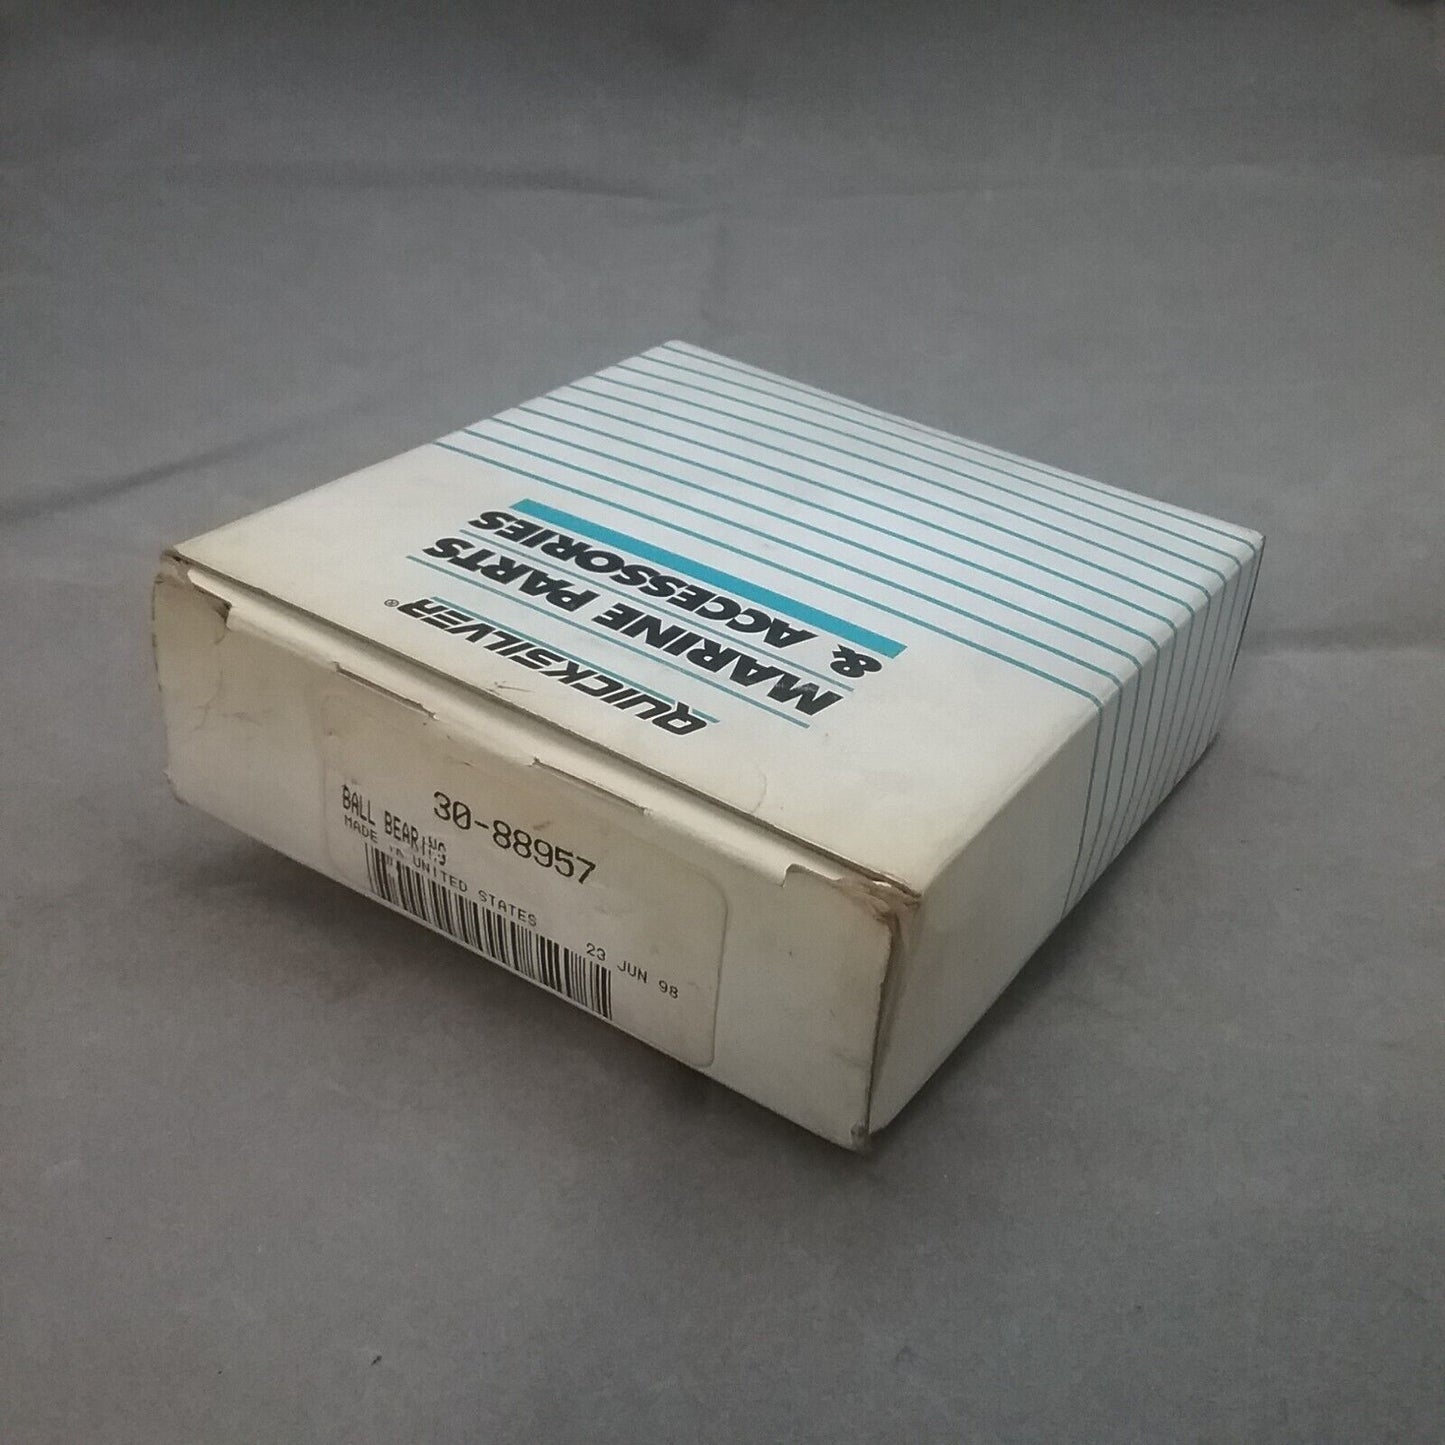 QUICKSILVER®
MARINE PARTS
& ACCESSORIES
30-88957
BALL BEARING
MADE IN UNITED STATES
23 JUN 98